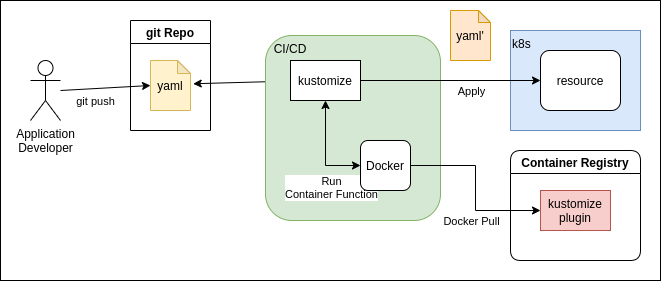 git Repo
yaml
git push
Application
Developer
CI/CD
kustomize
Docker
Run
Container Function
yaml'
Apply
k8s
resource
Docker Pull
Container Registry
kustomize
plugin